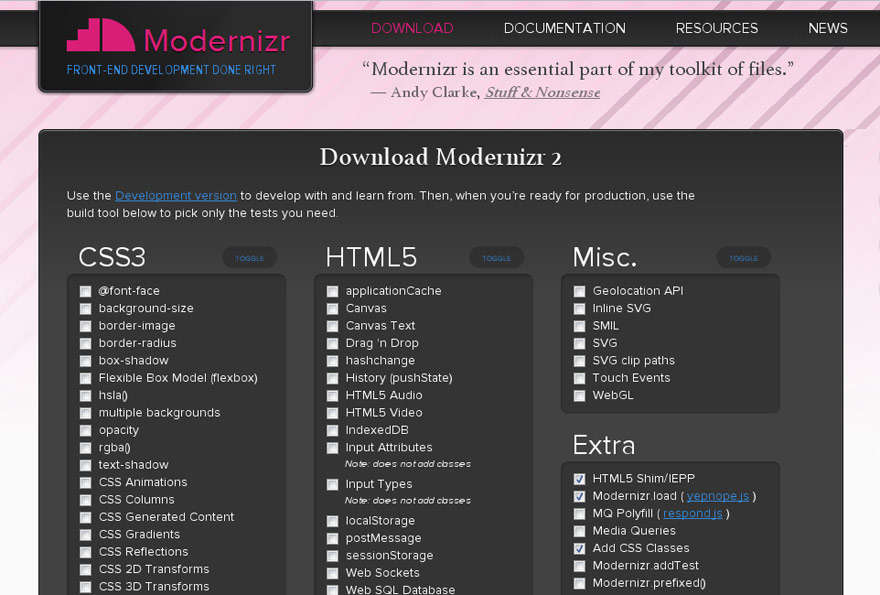 DOWNLOAD DOCUMENTATION RESOURCES NEWS
Modernizr
FRONT-END DEVELOPMENT DONE RIGHT
“Modernizr is an essential part of my toolkit of files.”
— Andy Clarke, Stuff & Nonsense
Download Modernizr 2
Use the Development version to develop with and learn from. Then, when you're ready for production, use the
build tool below to pick only the tests you need.
CSS3 TOGGLE
@font-face
background-size
border-image
border-radius
box-shadow
Flexible Box Model (flexbox)
hsla()
multiple backgrounds
opacity
rgba()
text-shadow
CSS Animations
CSS Columns
CSS Generated Content
CSS Gradients
CSS Reflections
CSS 2D Transforms
CSS 3D Transforms
HTML5 TOGGLE
applicationCache
Canvas
Canvas Text
Drag 'n Drop
hashchange
History (pushState)
HTML5 Audio
HTML5 Video
IndexedDB
Input Attributes
Note: does not add classes
Input Types
Note: does not add classes
localStorage
postMessage
sessionStorage
Web Sockets
Web SQL Database
Misc. TOGGLE
Geolocation API
Inline SVG
SMIL
SVG
SVG clip paths
Touch Events
WebGL
Extra
HTML5 Shim/IEPP
Modernizr.load ( yepnope.js )
MQ Polyfill ( respond.js )
Media Queries
Add CSS Classes
Modernizr.addTest
Modernizr.prefixed()